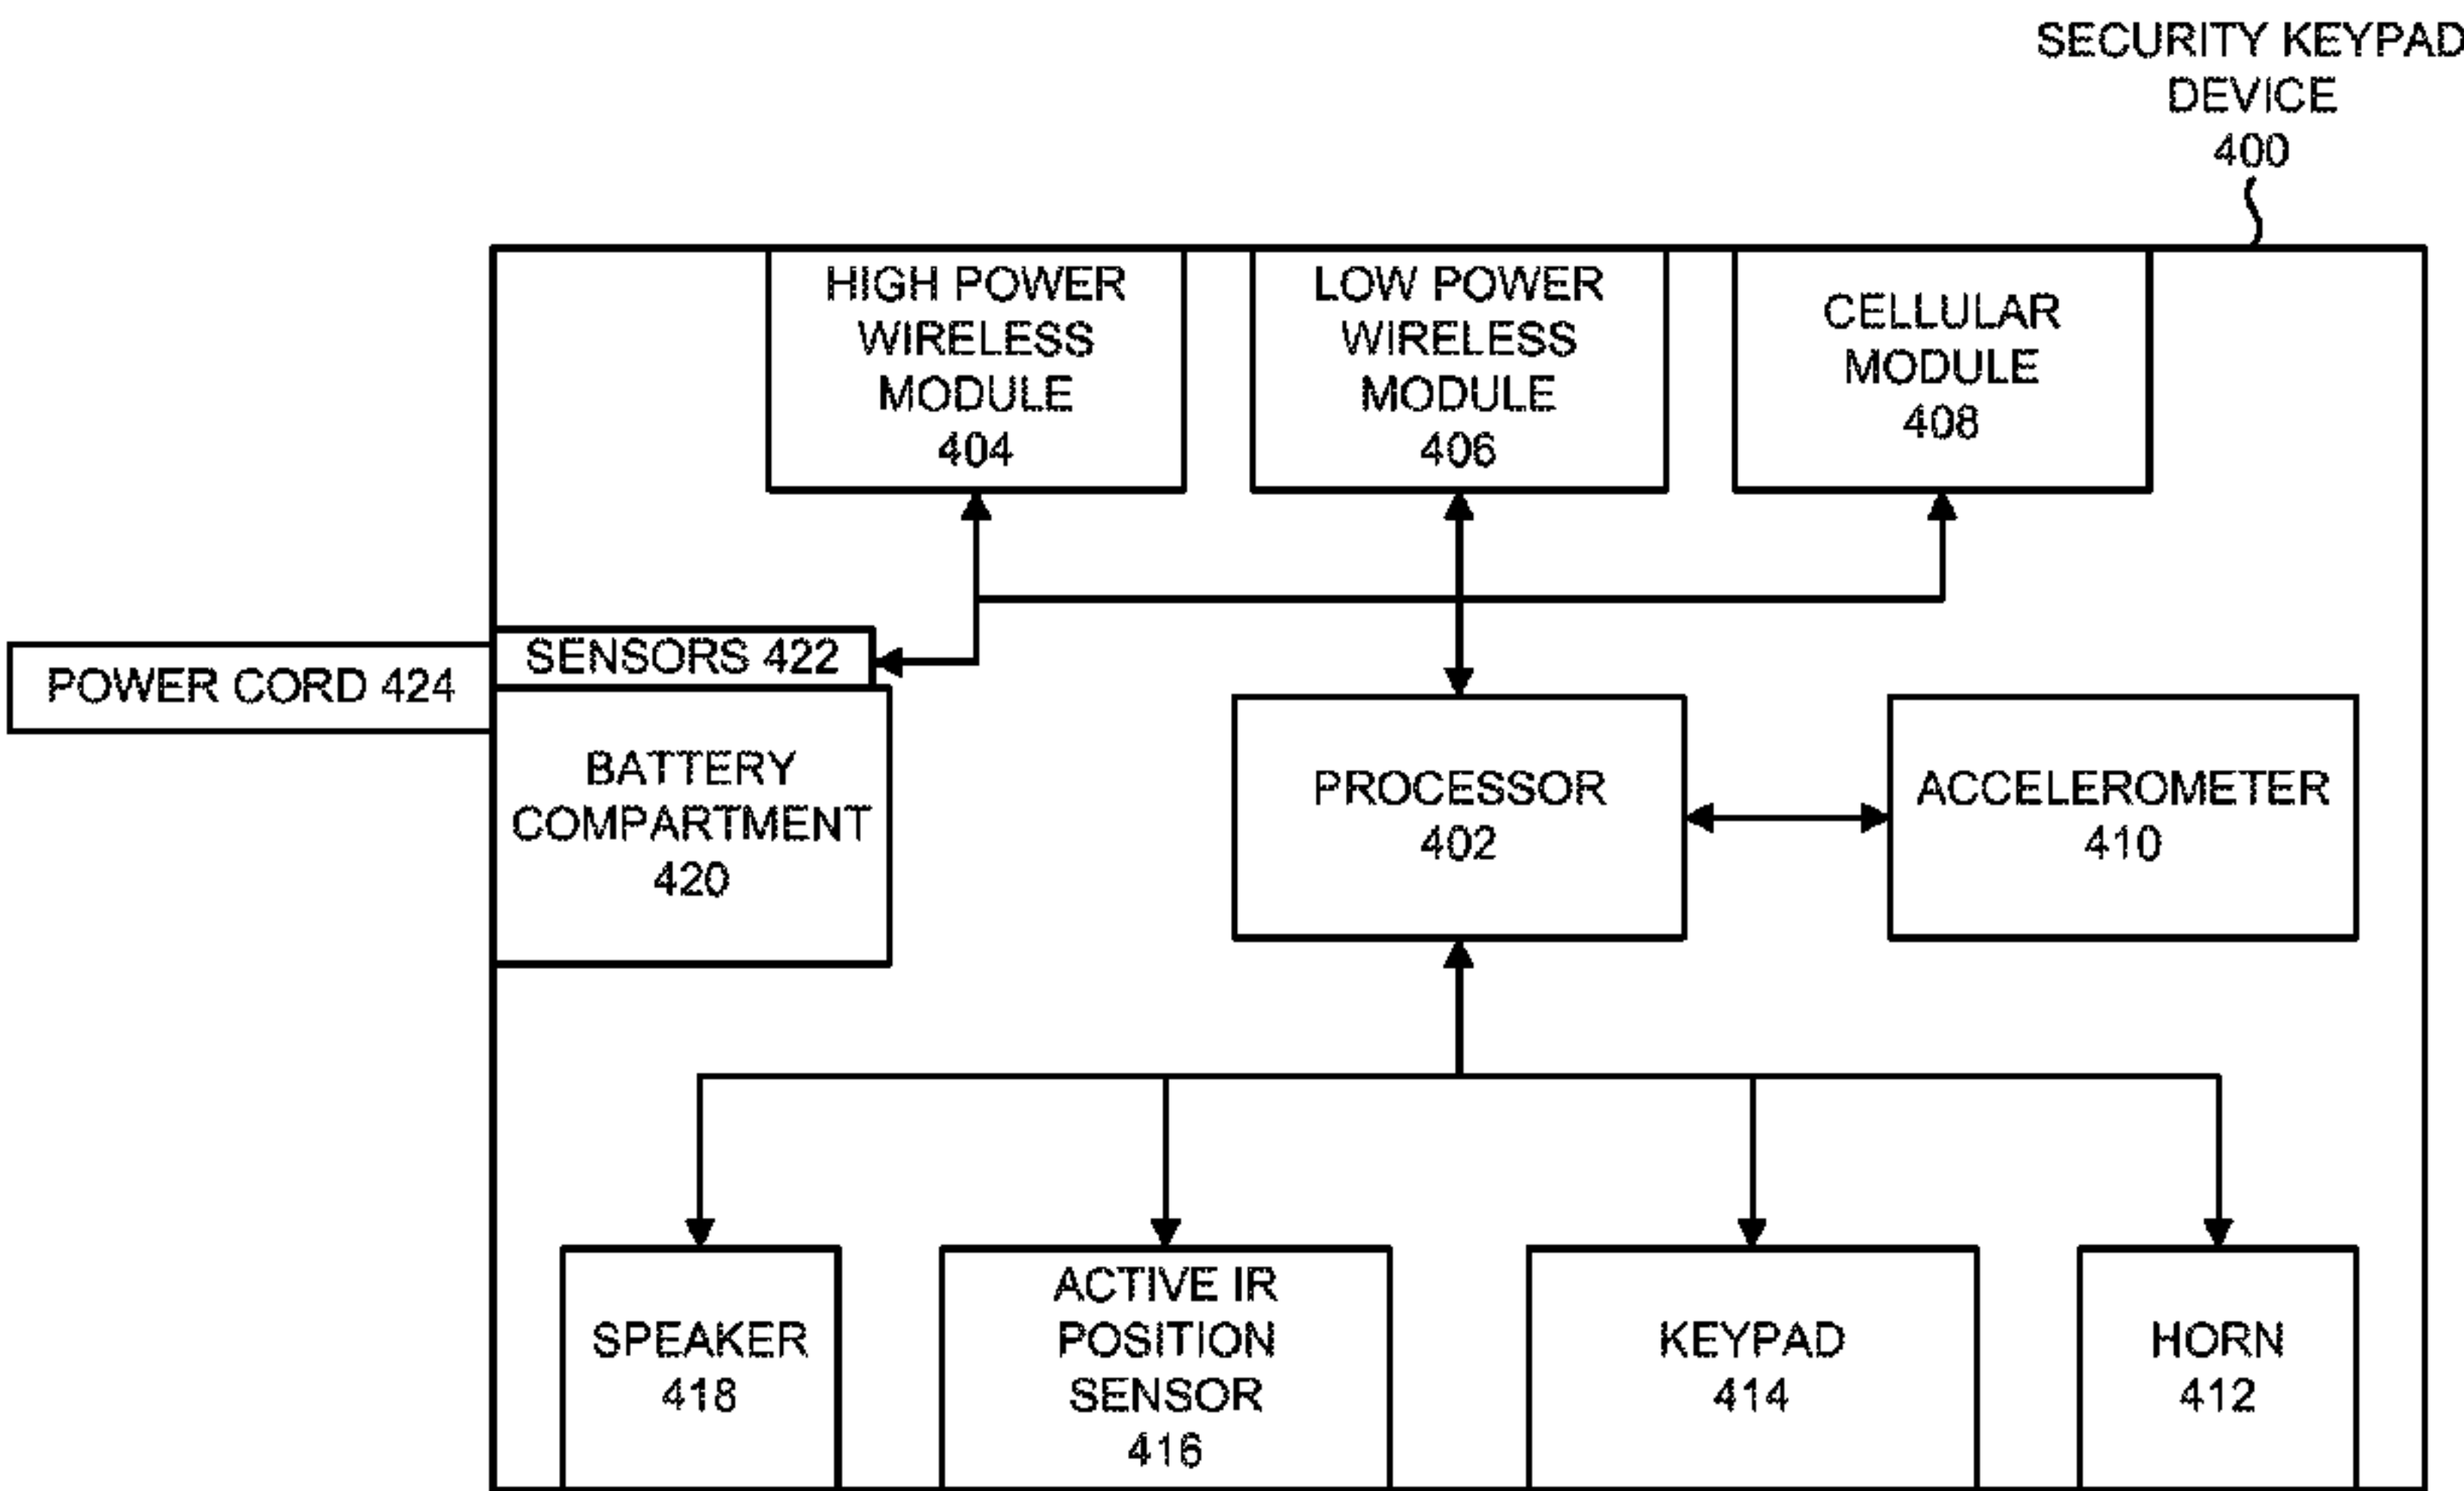 SECURITY KEYPAD
DEVICE
400
HIGH POWER
WIRELESS
MODULE
404
LOW POWER
WIRELESS
MODULE
406
CELLULAR
MODULE
408
SENSORS 422
POWER CORD 424
BATTERY
COMPARTMENT
420
PROCESSOR
402
ACCELEROMETER
410
SPEAKER
418
ACTIVE IR
POSITION
SENSOR
416
KEYPAD
414
HORN
412